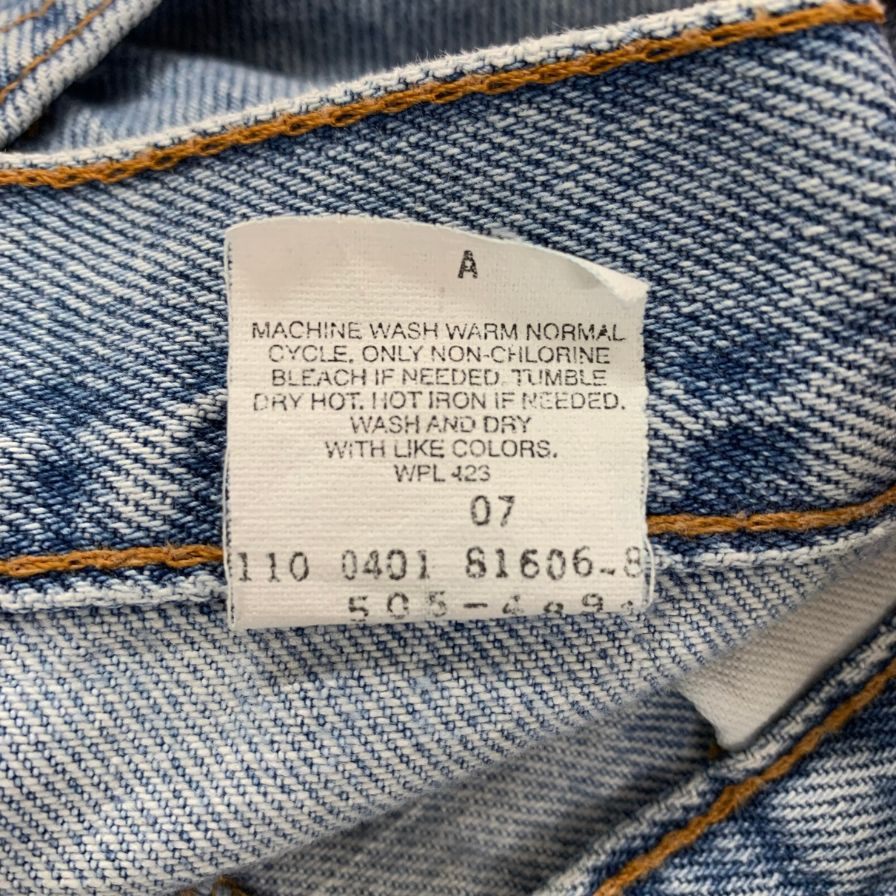 A
MACHINE WASH WARM NORMAL
CYCLE. ONLY NON-CHLORINE
BLEACH IF NEEDED. TUMBLE
DRY HOT. HOT IRON IF NEEDED.
WASH AND DRY
WITH LIKE COLORS.
WPL 423
07
110 0401 81606-8